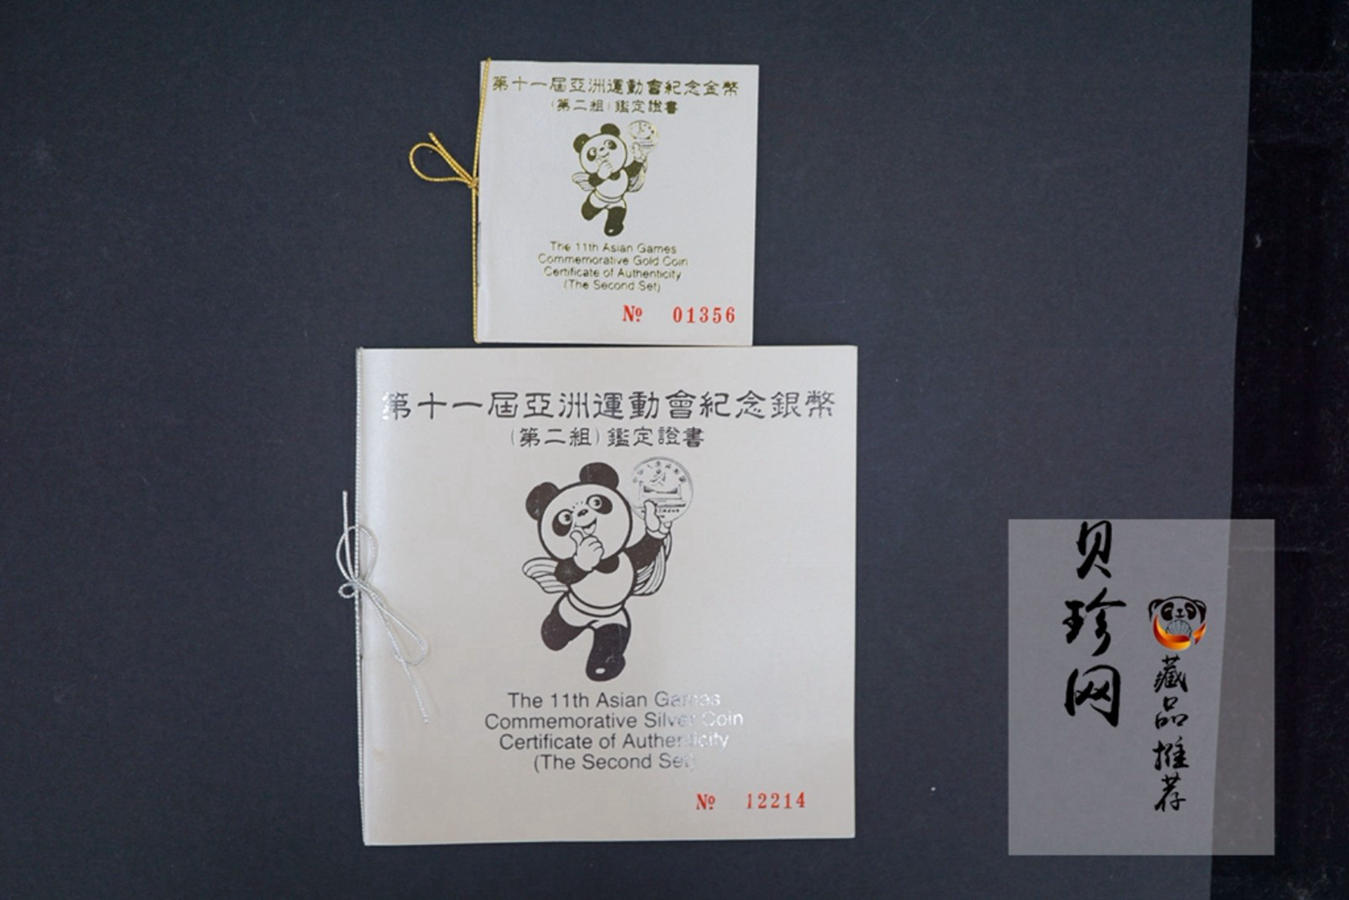 第十一屆亞洲運動會紀念金幣
(第二組)鑑定證書
The 11th Asian Games
Commemorative Gold Coin
Certificate of Authenticity
(The Second Set)
№ 01356
第十一屆亞洲運動會紀念銀幣
(第二組)鑑定證書
The 11th Asian Games
Commemorative Silver Coin
Certificate of Authenticity
(The Second Set)
№ 12214
贝珍网
藏品推荐